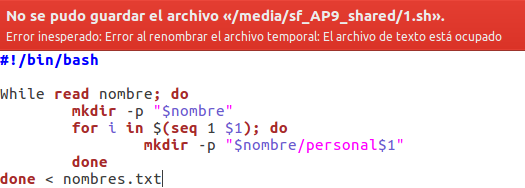 No se pudo guardar el archivo «/media/sf_AP9_shared/1.sh».
Error inesperado: Error al renombrar el archivo temporal: El archivo de texto está ocupado
#!/bin/bash
While read nombre; do
mkdir -p "$nombre"
for i in $(seq 1 $1); do
mkdir -p "$nombre/personal$1"
done
done < nombres.txt